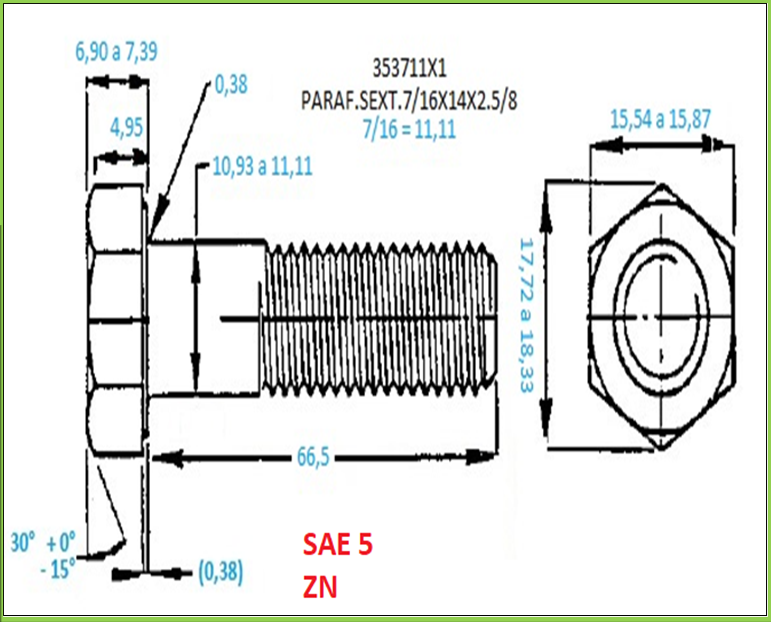 6,90 a 7,39
0,38
353711X1
PARAF.SEXT.7/16X14X2.5/8
7/16 = 11,11
15,54 a 15,87
4,95
10,93 a 11,11
17,72 a 18,33
66,5
30° + 0°
- 15°
(0,38)
SAE 5
ZN